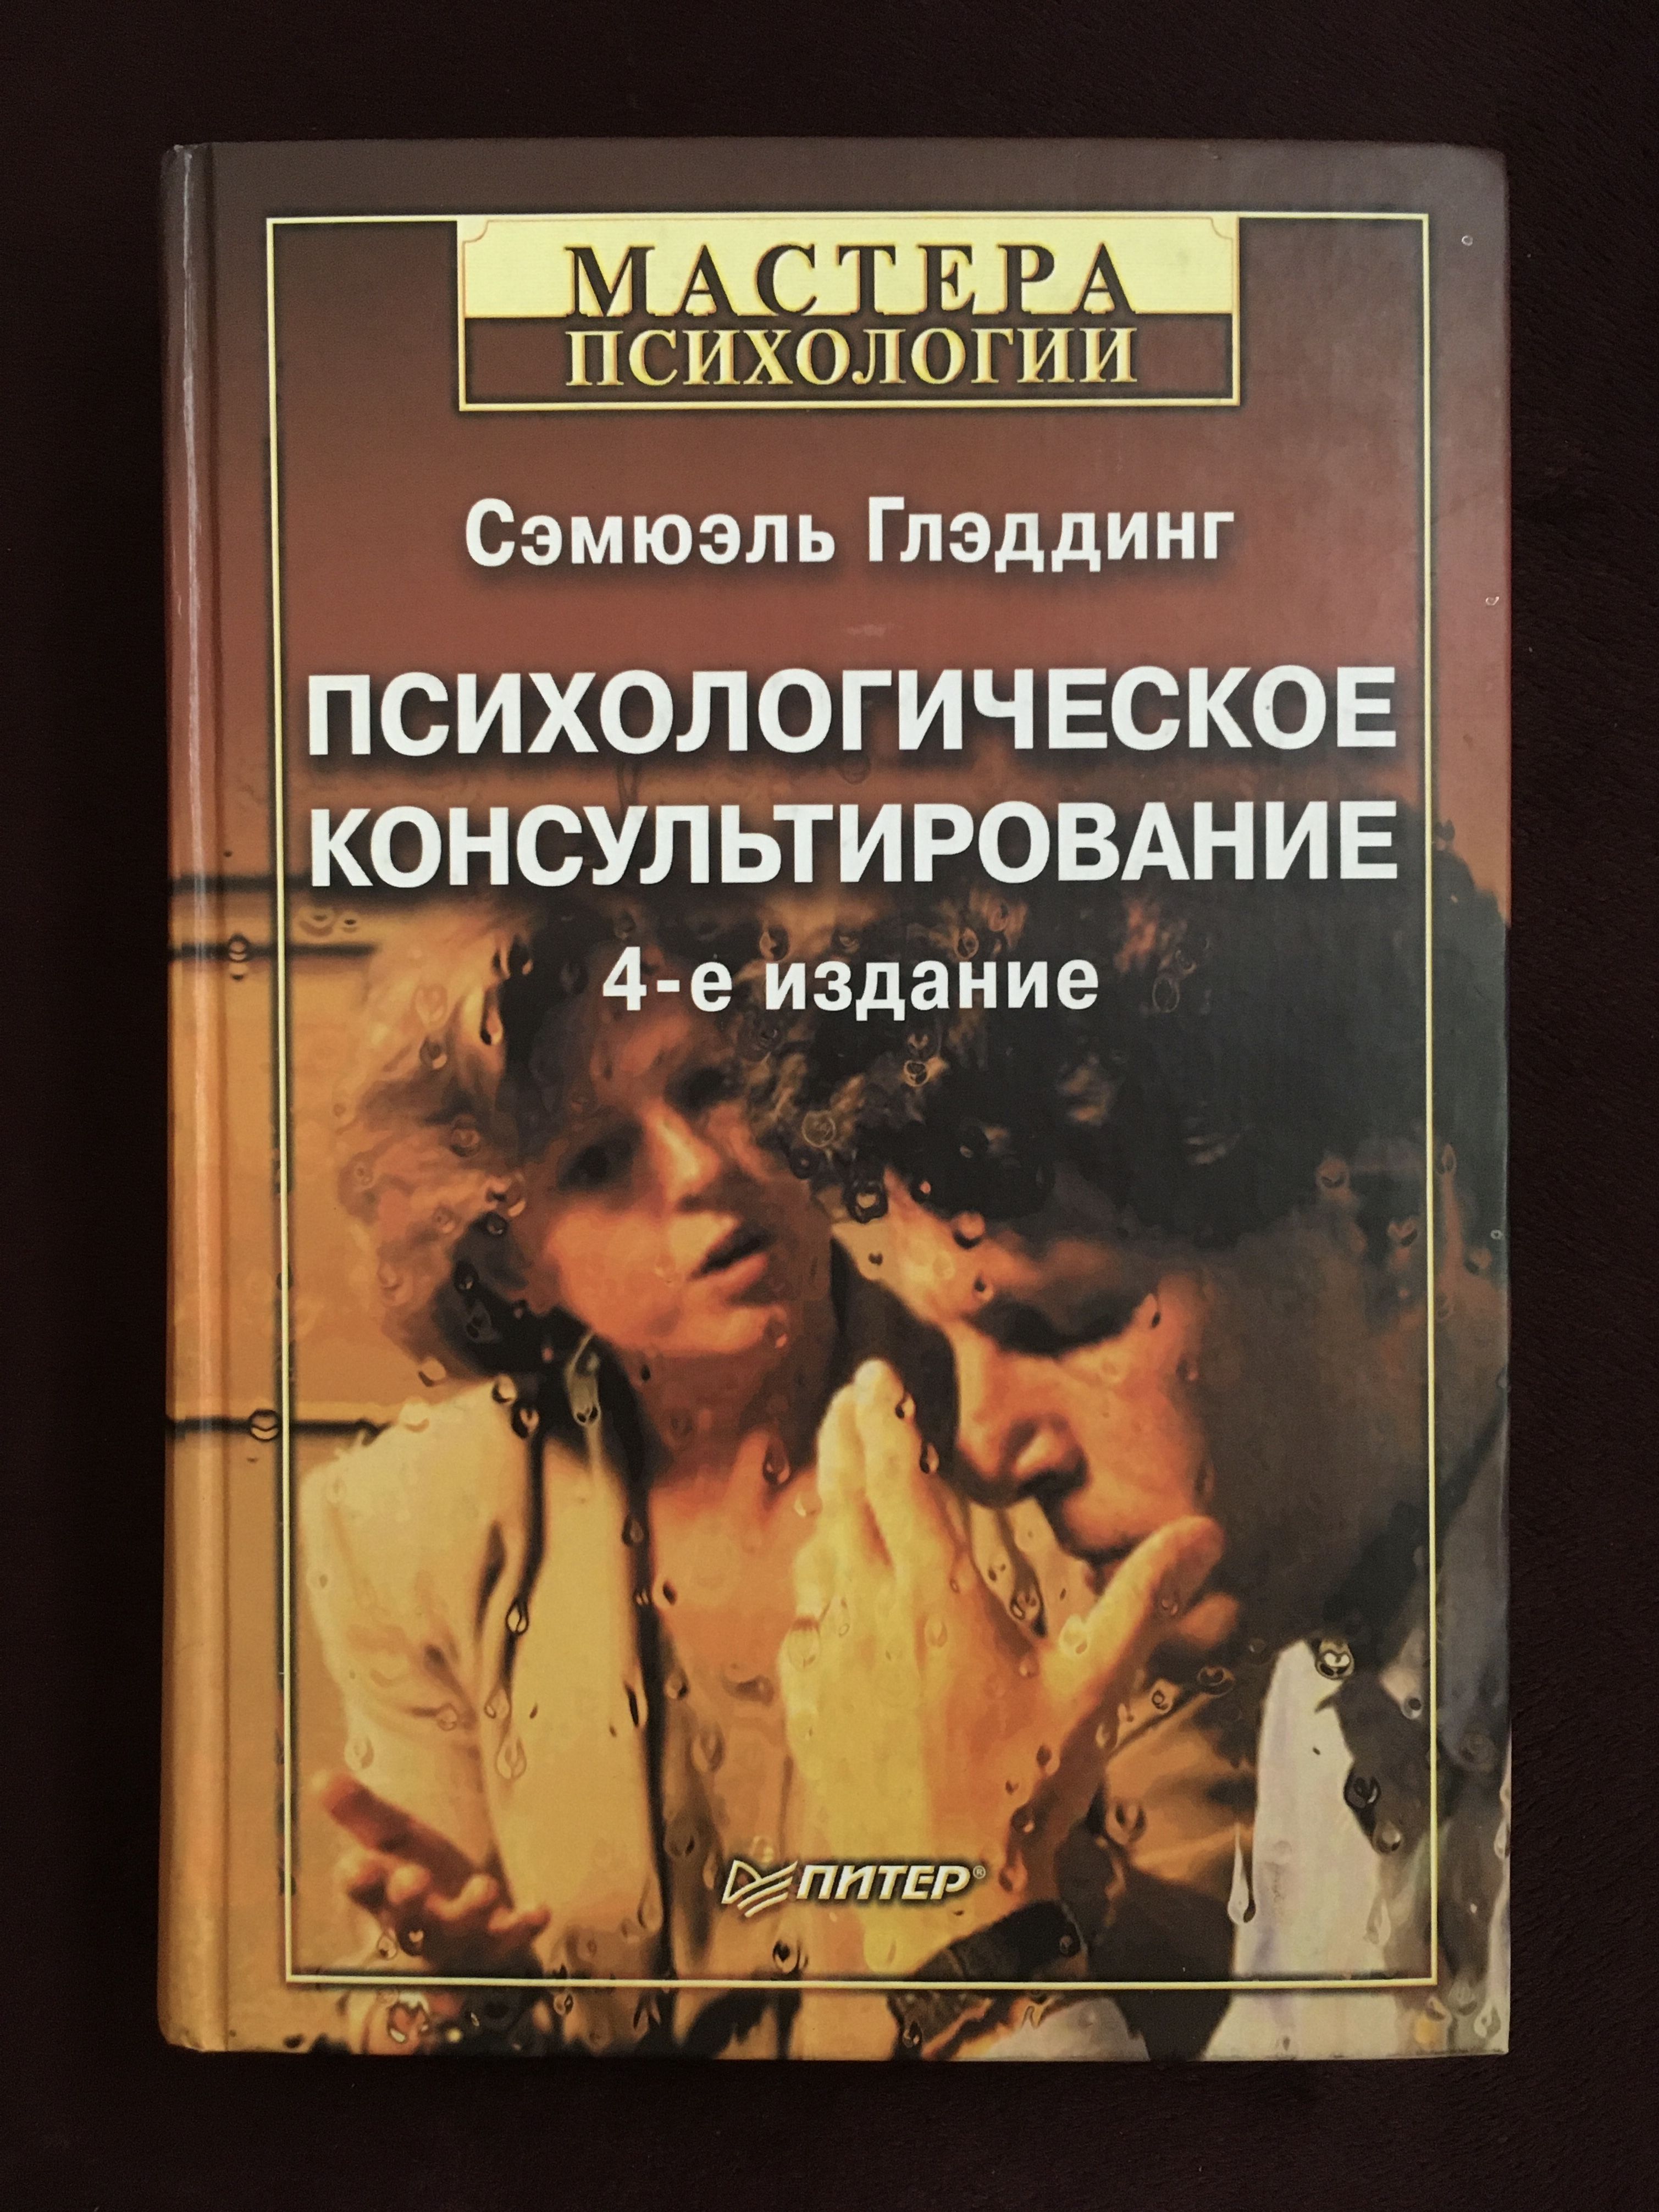 МАСТЕРА
ПСИХОЛОГИИ
Сэмюэль Глэддинг
ПСИХОЛОГИЧЕСКОЕ
КОНСУЛЬТИРОВАНИЕ
4-е издание
ПИТЕР®